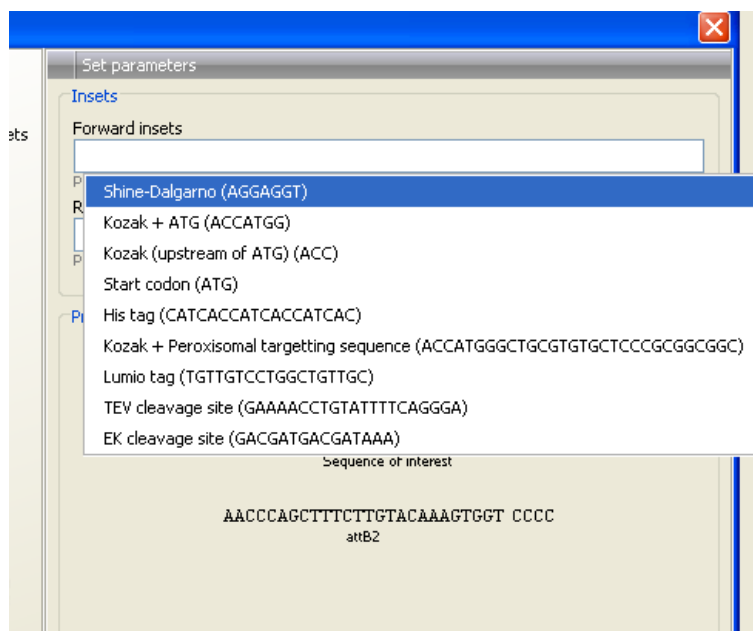 Set parameters
Insets
ets
Forward insets
P
Shine-Dalgarno (AGGAGGT)
R
Kozak + ATG (ACCATGG)
Kozak (upstream of ATG) (ACC)
P
Start codon (ATG)
His tag (CATCACCATCACCATCAC)
Pr
Kozak + Peroxisomal targetting sequence (ACCATGGGCTGCGTGTGCTCCCGCGGCGGC)
Lumio tag (TGTTGTCCTGGCTGTTGC)
TEV cleavage site (GAAAACCTGTATTTTCAGGGA)
EK cleavage site (GACGATGACGATAAA)
Sequence of interest
AACCCAGCTTTCTTGTACAAAGTGGT CCCC
attB2